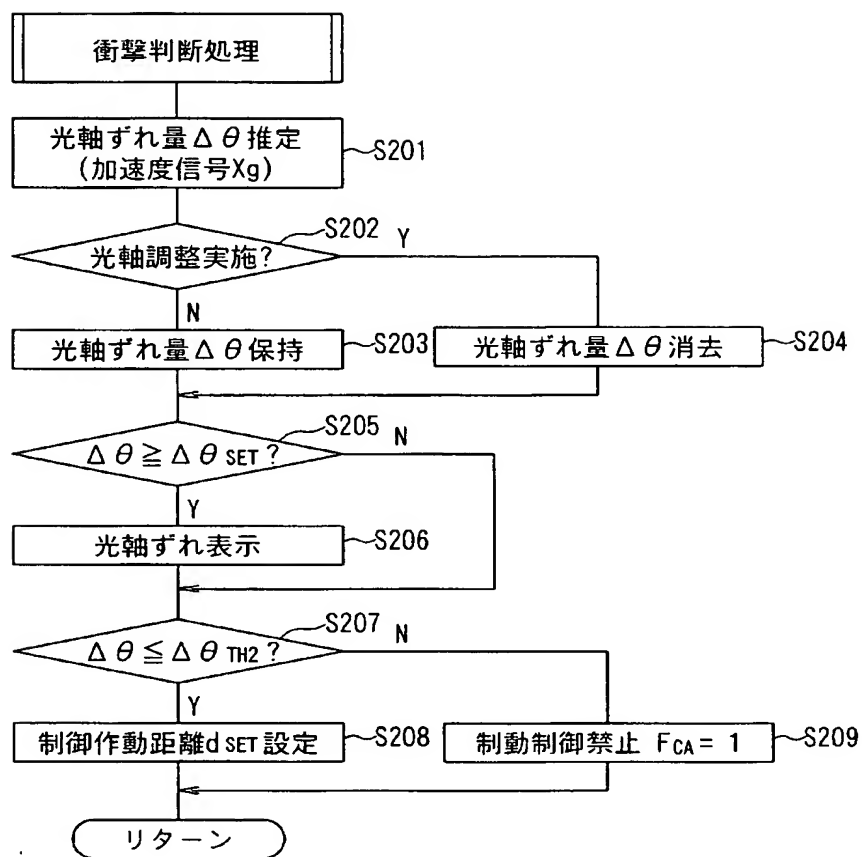 衝撃判断処理
光軸ずれ量Δθ推定
(加速度信号Xg)
S201
S202
光軸調整実施?
Y
N
光軸ずれ量Δθ保持
S203
光軸ずれ量Δθ消去
S204
S205
Δθ≧ΔθSET?
N
Y
光軸ずれ表示
S206
S207
Δθ≦ΔθTH2?
N
Y
制御作動距離dSET設定
S208
制動制御禁止 FCA=1
S209
リターン